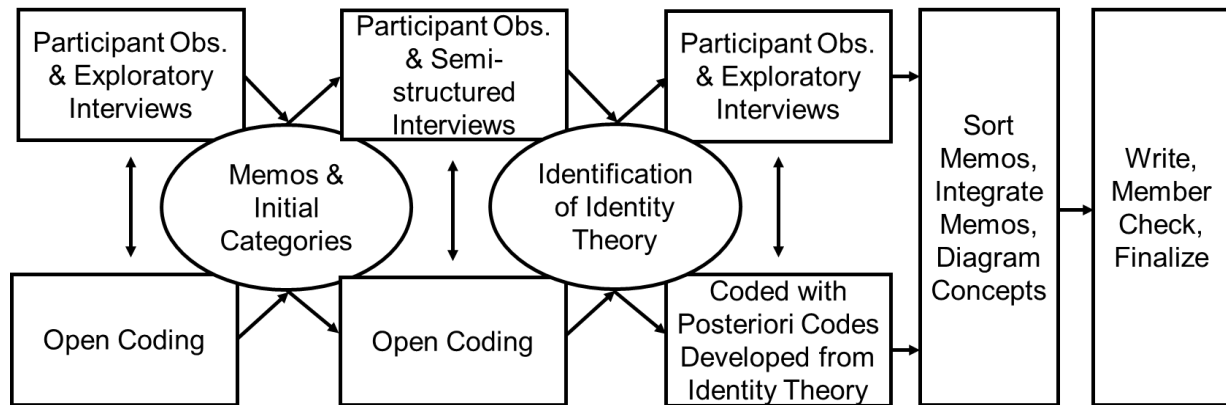 Participant Obs.
& Exploratory
Interviews
Participant Obs.
& Semi-
structured
Interviews
Participant Obs.
& Exploratory
Interviews
Memos &
Initial
Categories
Identification
of Identity
Theory
Open Coding
Open Coding
Coded with
Posteriori Codes
Developed from
Identity Theory
Sort
Memos,
Integrate
Memos,
Diagram
Concepts
Write,
Member
Check,
Finalize